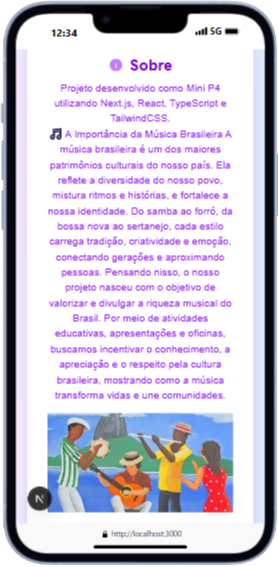 12:34
5G
Sobre
Projeto desenvolvido como Mini P4
utilizando Next.js, React, TypeScript e
TailwindCSS.
🎵 A Importância da Música Brasileira A
música brasileira é um dos maiores
patrimônios culturais do nosso país. Ela
reflete a diversidade do nosso povo,
mistura ritmos e histórias, e fortalece a
nossa identidade. Do samba ao forró, da
bossa nova ao sertanejo, cada estilo
carrega tradição, criatividade e emoção,
conectando gerações e aproximando
pessoas. Pensando nisso, o nosso
projeto nasceu com o objetivo de
valorizar e divulgar a riqueza musical do
Brasil. Por meio de atividades
educativas, apresentações e oficinas,
buscamos incentivar o conhecimento, a
apreciação e o respeito pela cultura
brasileira, mostrando como a música
transforma vidas e une comunidades.
N
http://localhost:3000